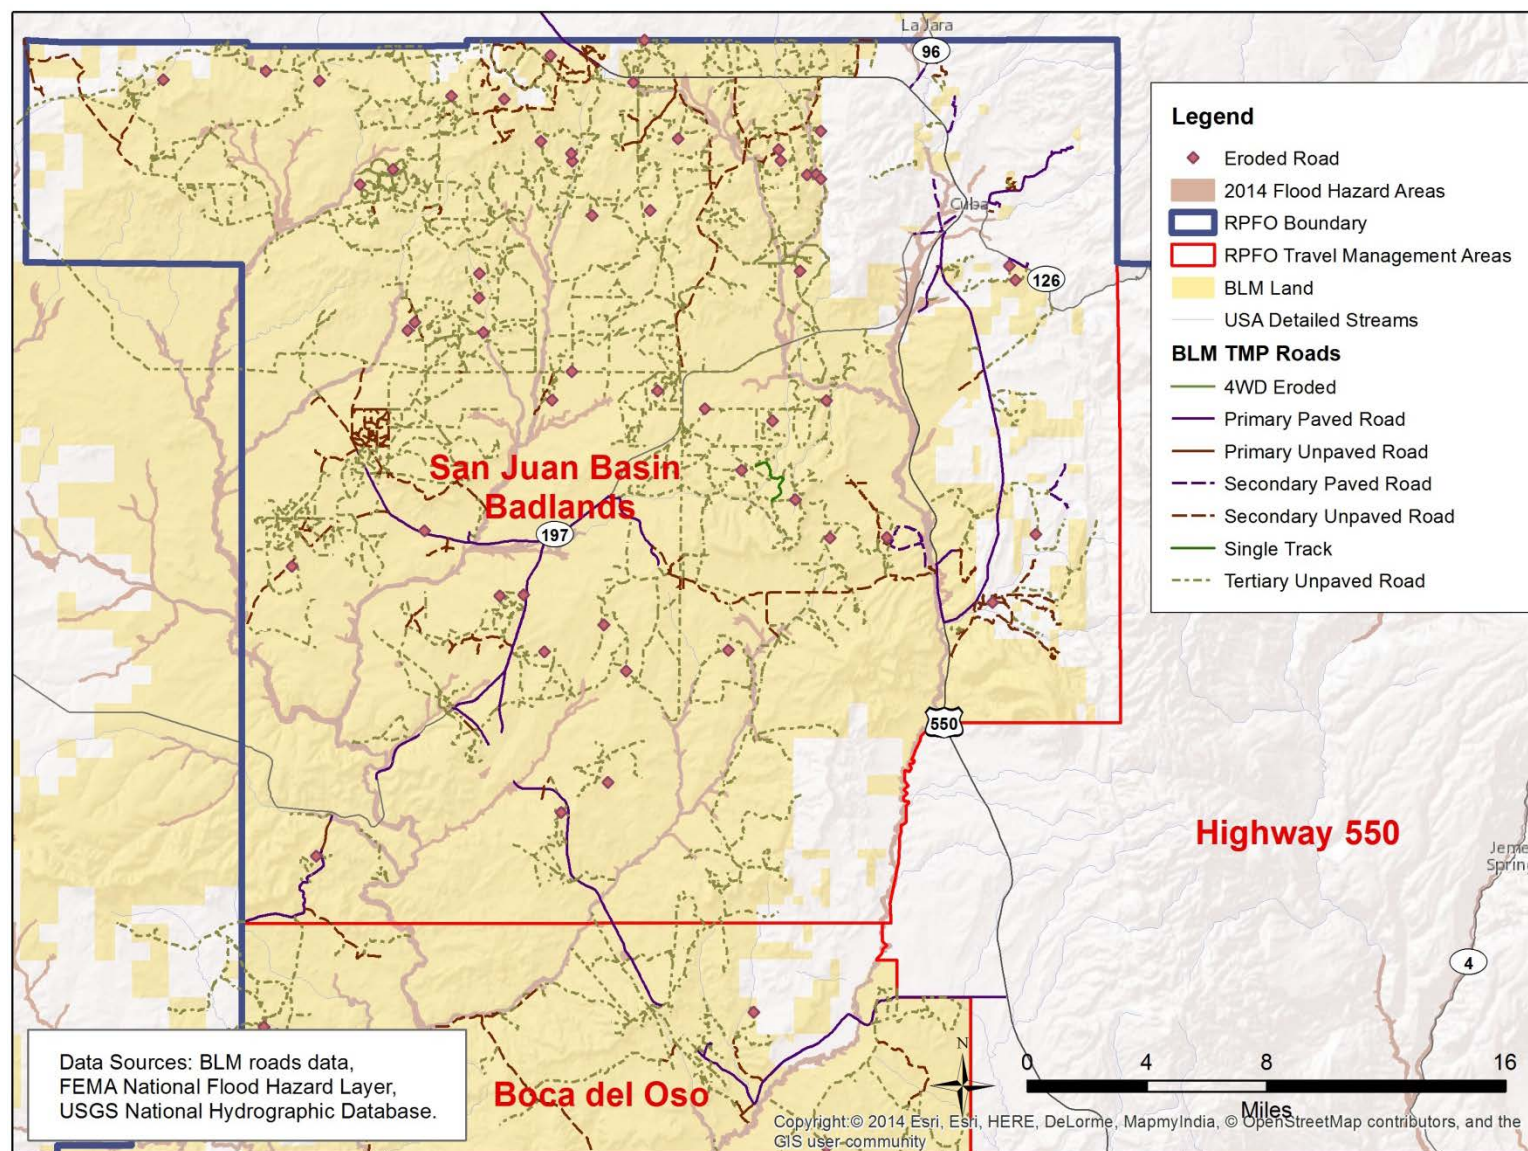 La Jara
96
Legend
Eroded Road
2014 Flood Hazard Areas
RPFO Boundary
RPFO Travel Management Areas
BLM Land
USA Detailed Streams
BLM TMP Roads
4WD Eroded
Primary Paved Road
Primary Unpaved Road
Secondary Paved Road
Secondary Unpaved Road
Single Track
Tertiary Unpaved Road
Cuba
126
San Juan Basin
Badlands
197
550
Highway 550
Jeme
Spring
4
Data Sources: BLM roads data,
FEMA National Flood Hazard Layer,
USGS National Hydrographic Database.
Boca del Oso
N
0 4 8 16
Miles
Copyright:© 2014 Esri, Esri, HERE, DeLorme, MapmyIndia, © OpenStreetMap contributors, and the
GIS user community